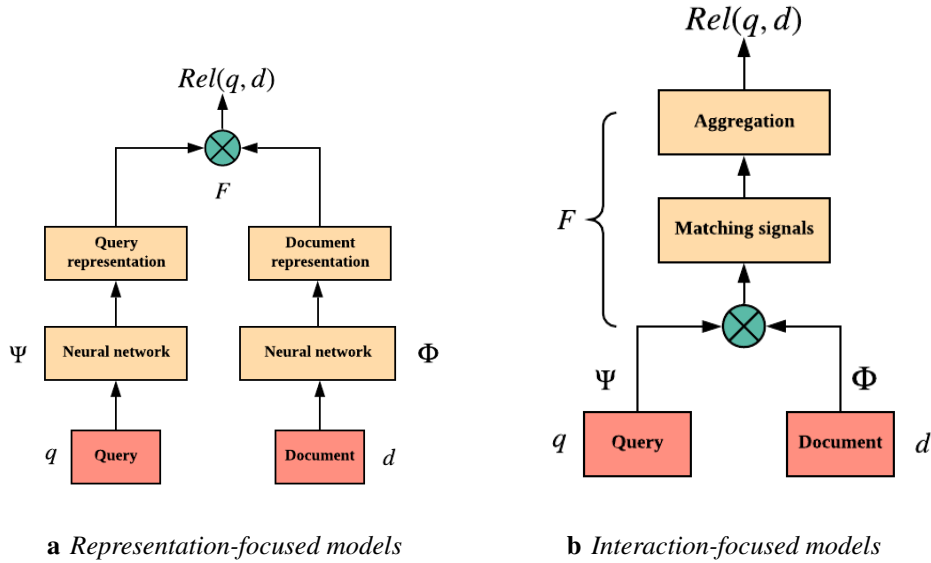 Rel(q, d)
F
Query
representation
Document
representation
Ψ
Neural network
Neural network
Φ
q
Query
Document
d
a Representation-focused models
Rel(q, d)
Aggregation
F
Matching signals
Ψ
Φ
q
Query
Document
d
b Interaction-focused models